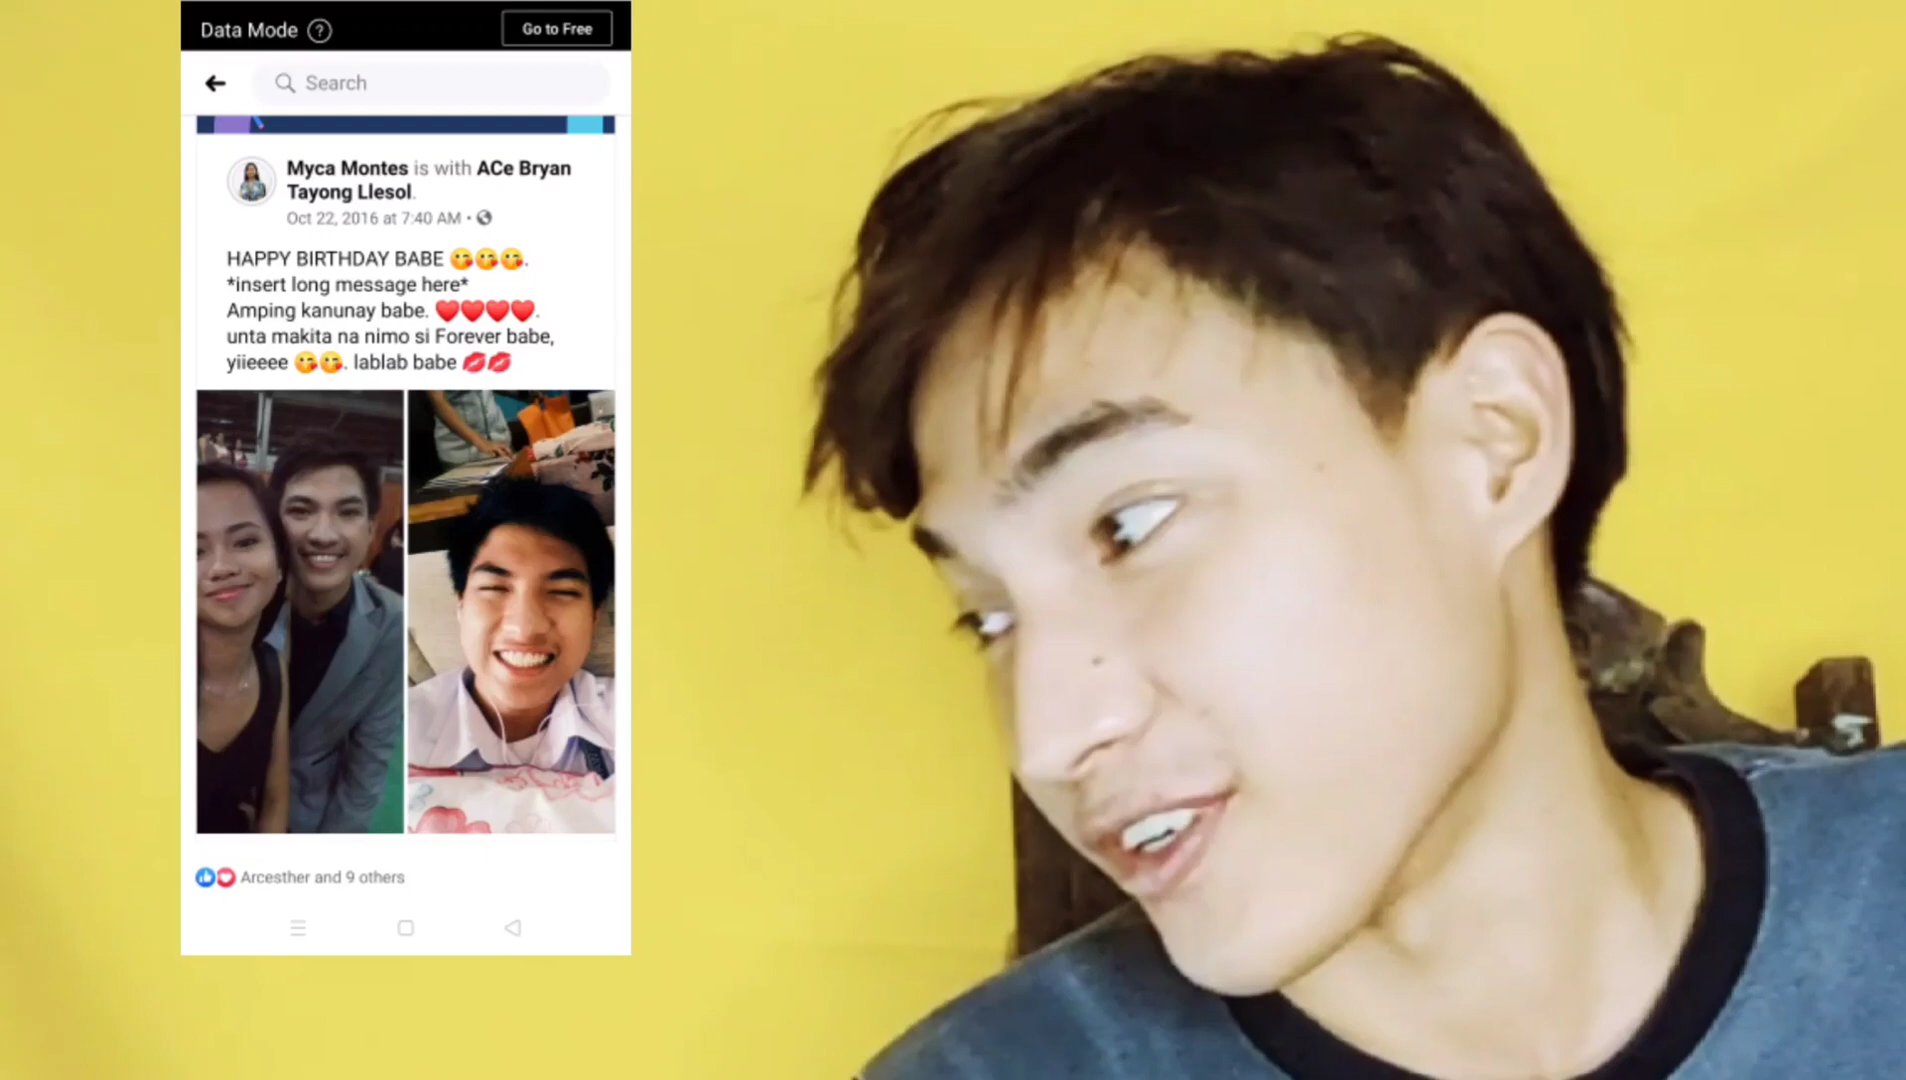 Data Mode ?
Go to Free
Search
Myca Montes is with ACe Bryan
Tayong Llesol.
Oct 22, 2016 at 7:40 AM •
HAPPY BIRTHDAY BABE 😋😋😋.
*insert long message here*
Amping kanunay babe. ❤️❤️❤️❤️.
unta makita na nimo si Forever babe,
yiieeee 😋😋. lablab babe 💋💋
Arcesther and 9 others